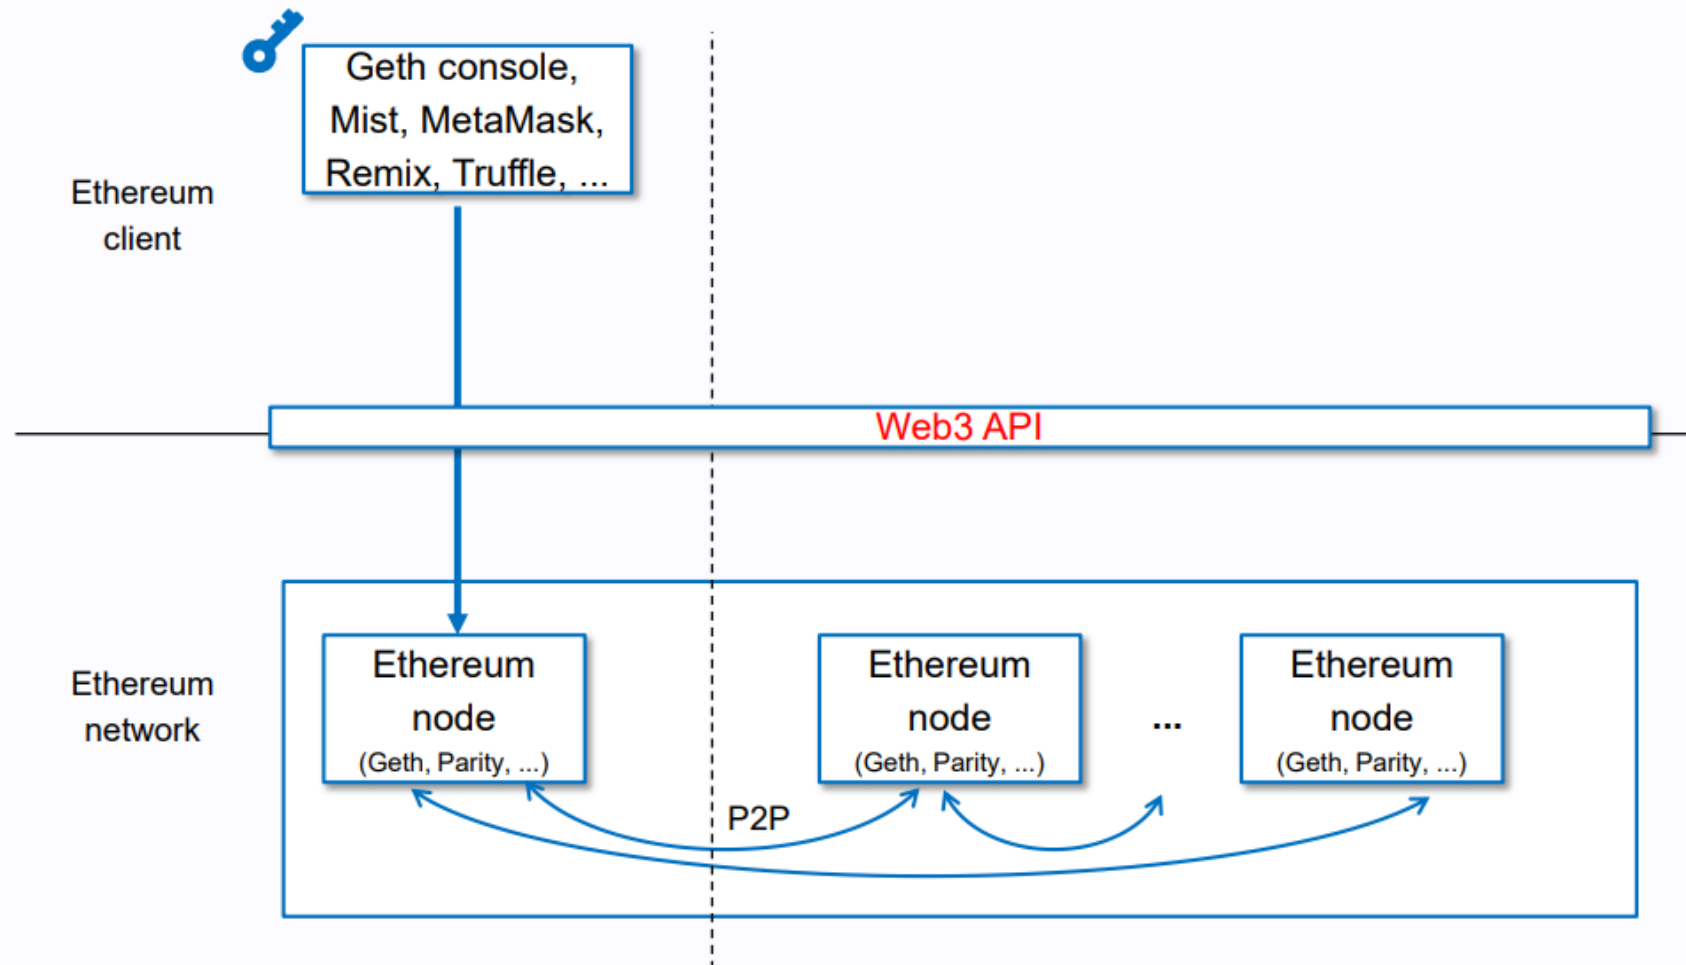 Geth console,
Mist, MetaMask,
Remix, Truffle, ...
Ethereum
client
Web3 API
Ethereum
network
Ethereum
node
(Geth, Parity, ...)
Ethereum
node
(Geth, Parity, ...)
...
Ethereum
node
(Geth, Parity, ...)
P2P